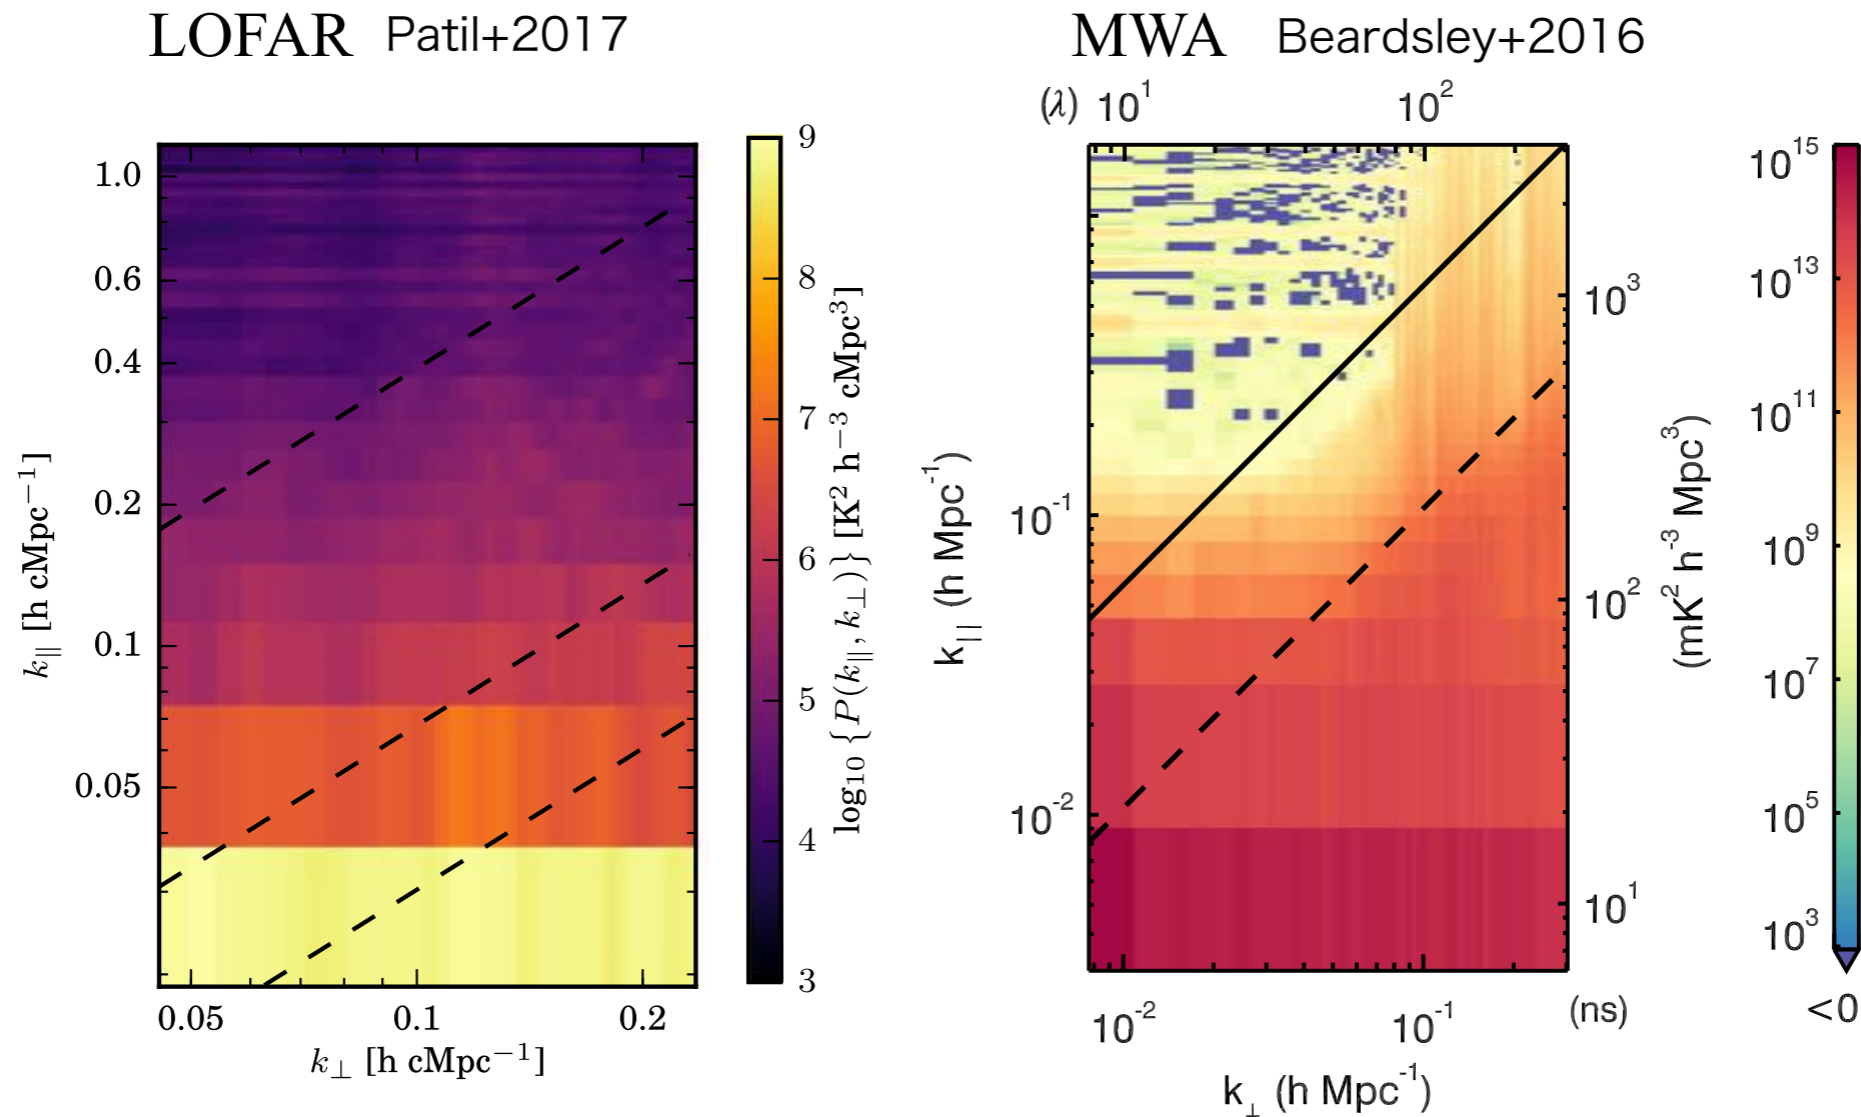 LOFAR Patil+2017
1.0
0.6
0.4
0.2
0.1
0.05
k∥ [h cMpc⁻¹]
0.05 0.1 0.2
k⊥ [h cMpc⁻¹]
9
8
7
6
5
4
3
log10 {P(k∥, k⊥)} [K² h⁻³ cMpc³]
MWA Beardsley+2016
(λ) 10¹ 10²
10⁻¹
10⁻²
k|| (h Mpc⁻¹)
10³
10²
10¹
(ns)
10⁻² 10⁻¹
k⊥ (h Mpc⁻¹)
(mK² h⁻³ Mpc³)
10¹⁵
10¹³
10¹¹
10⁹
10⁷
10⁵
10³
<0